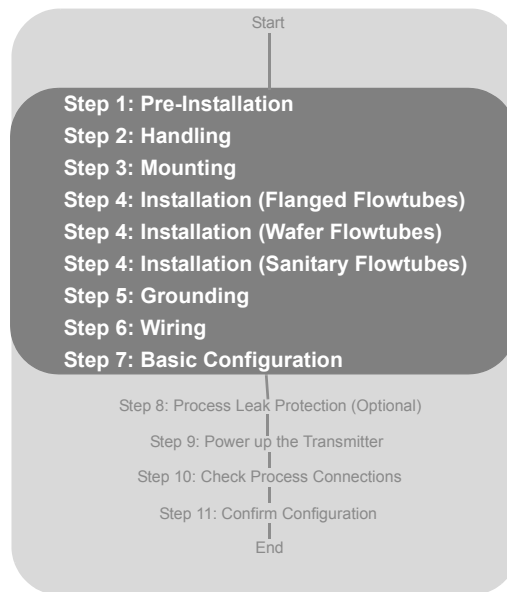 Start
Step 1: Pre-Installation
Step 2: Handling
Step 3: Mounting
Step 4: Installation (Flanged Flowtubes)
Step 4: Installation (Wafer Flowtubes)
Step 4: Installation (Sanitary Flowtubes)
Step 5: Grounding
Step 6: Wiring
Step 7: Basic Configuration
Step 8: Process Leak Protection (Optional)
Step 9: Power up the Transmitter
Step 10: Check Process Connections
Step 11: Confirm Configuration
End